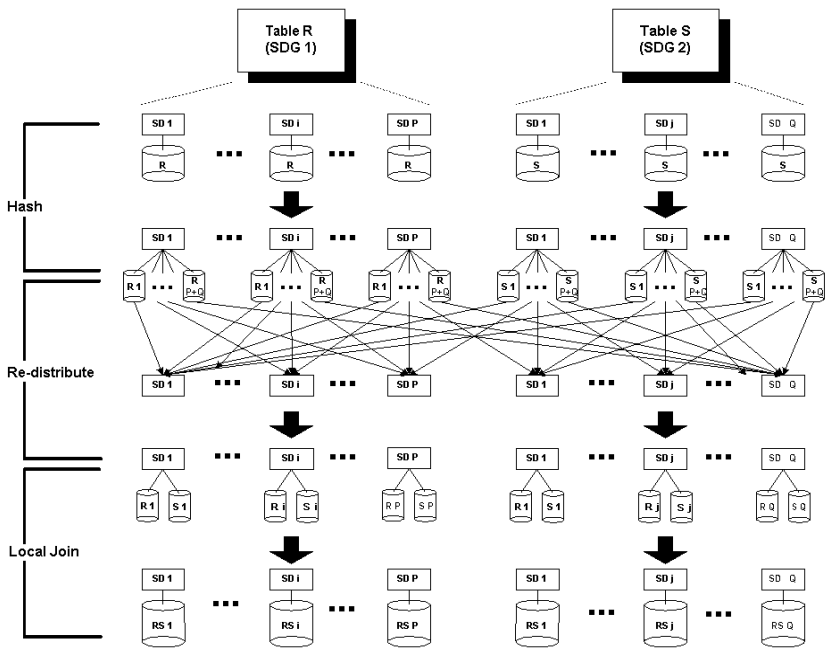 Table R
(SDG 1)
Table S
(SDG 2)
SD 1 SD i SD P SD 1 SD j SD Q
R R R S S S
Hash
SD 1 SD i SD P SD 1 SD j SD Q
R 1 R P+Q R 1 R P+Q R 1 R P+Q S 1 S P+Q S 1 S P+Q S 1 S P+Q
Re-distribute
SD 1 SD i SD P SD 1 SD j SD Q
SD 1 SD i SD P SD 1 SD j SD Q
R 1 S 1 R i S i R P S P R 1 S 1 R j S j R Q S Q
Local Join
SD 1 SD i SD P SD 1 SD j SD Q
RS 1 RS i RS P RS 1 RS j RS Q